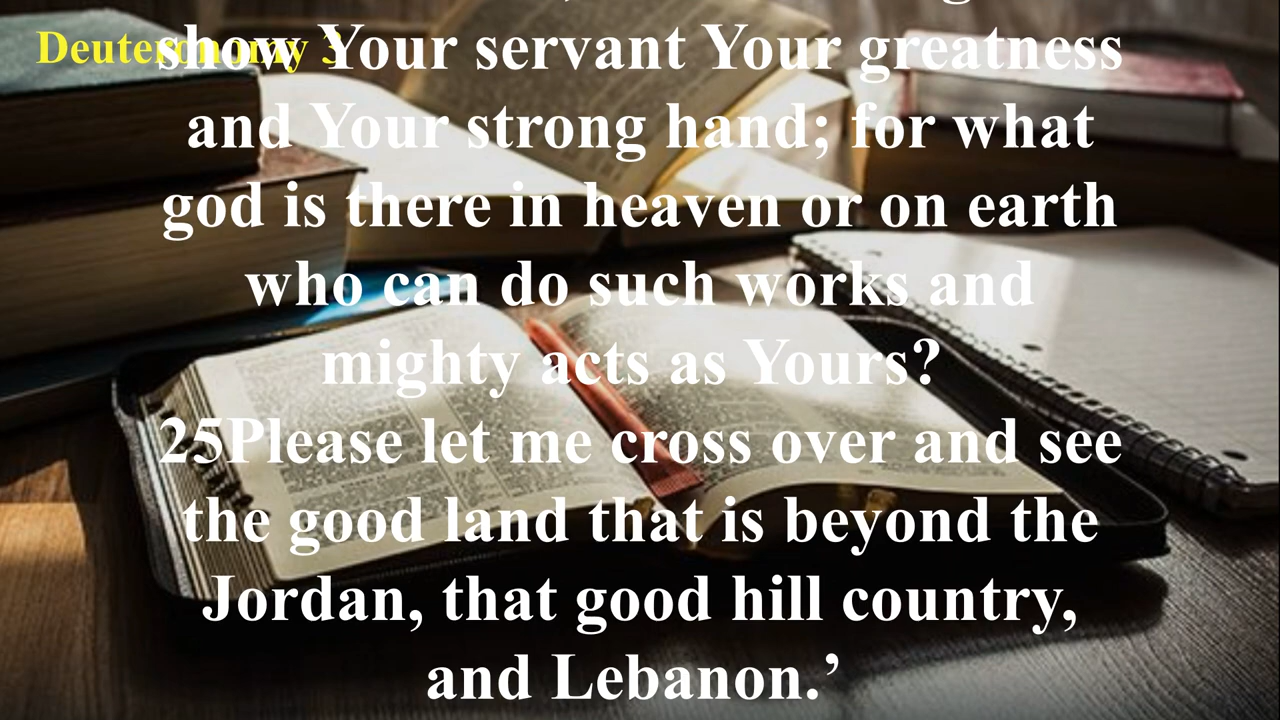 Deuteronomy 3
show Your servant Your greatness
and Your strong hand; for what
god is there in heaven or on earth
who can do such works and
mighty acts as Yours?
25Please let me cross over and see
the good land that is beyond the
Jordan, that good hill country,
and Lebanon.’